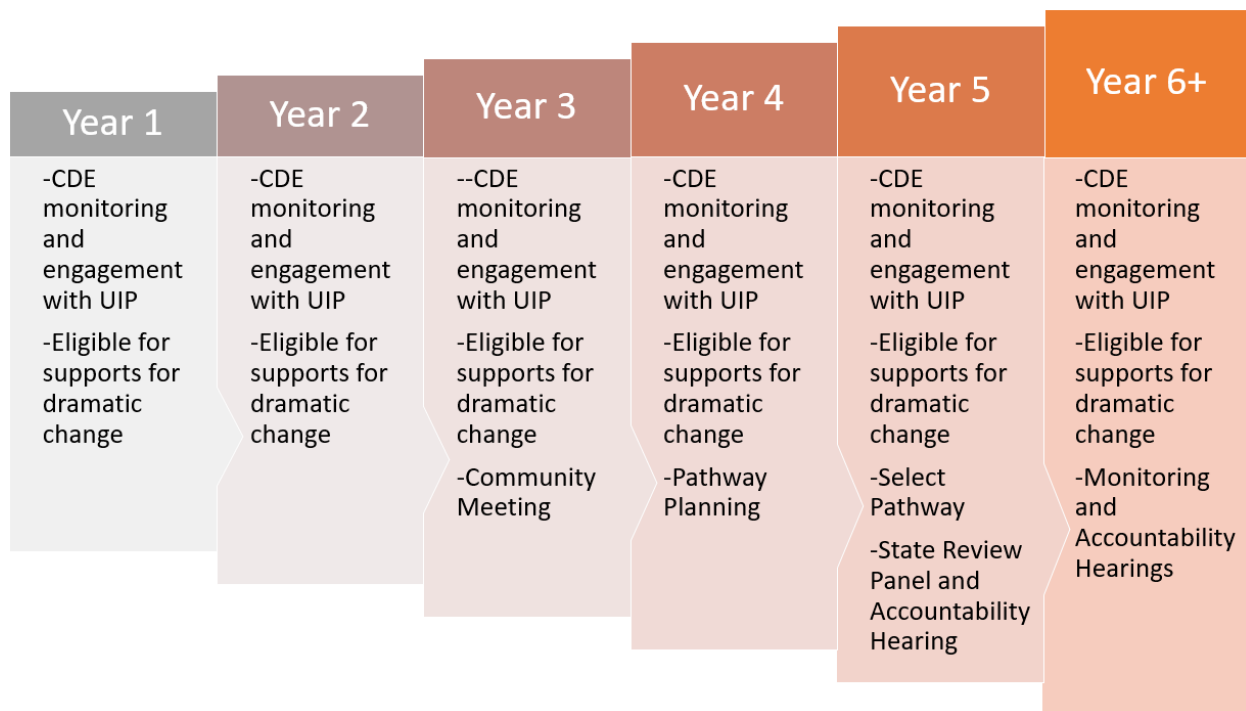 Year 1
-CDE
monitoring
and
engagement
with UIP
-Eligible for
supports for
dramatic
change
Year 2
-CDE
monitoring
and
engagement
with UIP
-Eligible for
supports for
dramatic
change
Year 3
--CDE
monitoring
and
engagement
with UIP
-Eligible for
supports for
dramatic
change
-Community
Meeting
Year 4
-CDE
monitoring
and
engagement
with UIP
-Eligible for
supports for
dramatic
change
-Pathway
Planning
Year 5
-CDE
monitoring
and
engagement
with UIP
-Eligible for
supports for
dramatic
change
-Select
Pathway
-State Review
Panel and
Accountability
Hearing
Year 6+
-CDE
monitoring
and
engagement
with UIP
-Eligible for
supports for
dramatic
change
-Monitoring
and
Accountability
Hearings